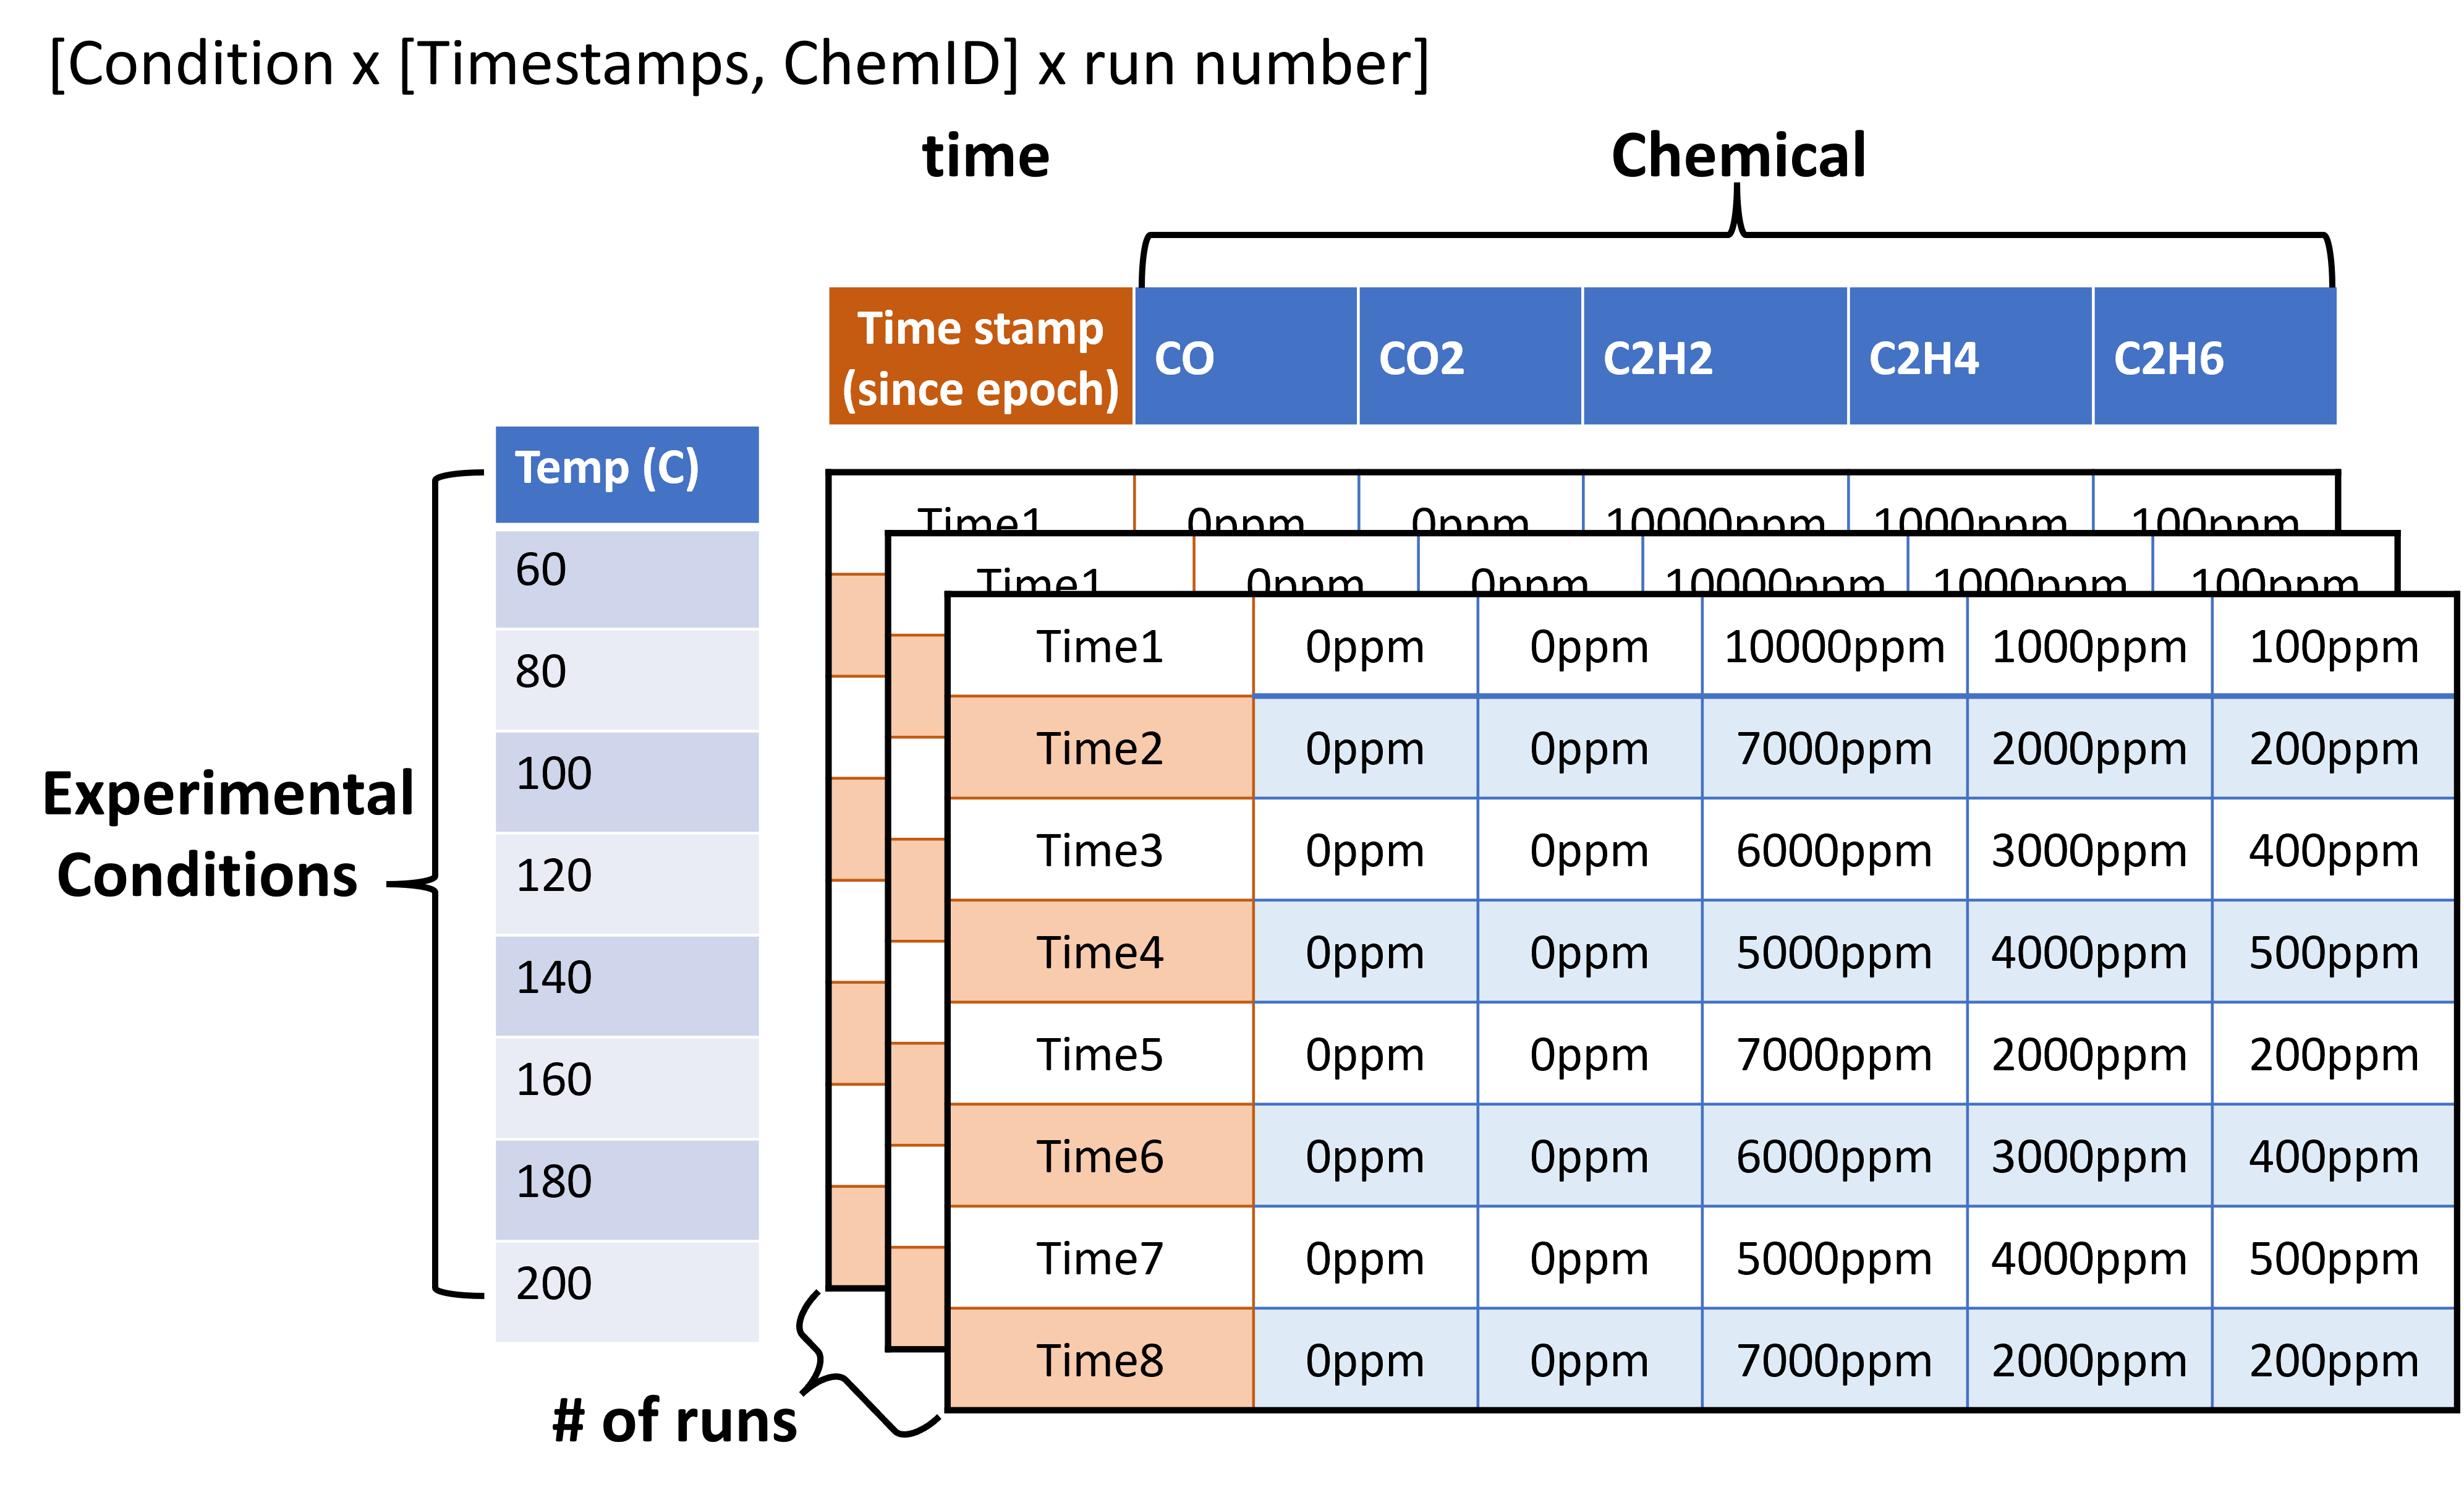 [Condition x [Timestamps, ChemID] x run number]
time
Chemical
Time stamp
(since epoch)
CO
CO2
C2H2
C2H4
C2H6
Experimental
Conditions
Temp (C)
60
80
100
120
140
160
180
200
# of runs
Time1 0ppm 0ppm 10000ppm 1000ppm 100ppm
Time1 0ppm 0ppm 10000ppm 1000ppm 100ppm
Time1 0ppm 0ppm 10000ppm 1000ppm 100ppm
Time2 0ppm 0ppm 7000ppm 2000ppm 200ppm
Time3 0ppm 0ppm 6000ppm 3000ppm 400ppm
Time4 0ppm 0ppm 5000ppm 4000ppm 500ppm
Time5 0ppm 0ppm 7000ppm 2000ppm 200ppm
Time6 0ppm 0ppm 6000ppm 3000ppm 400ppm
Time7 0ppm 0ppm 5000ppm 4000ppm 500ppm
Time8 0ppm 0ppm 7000ppm 2000ppm 200ppm